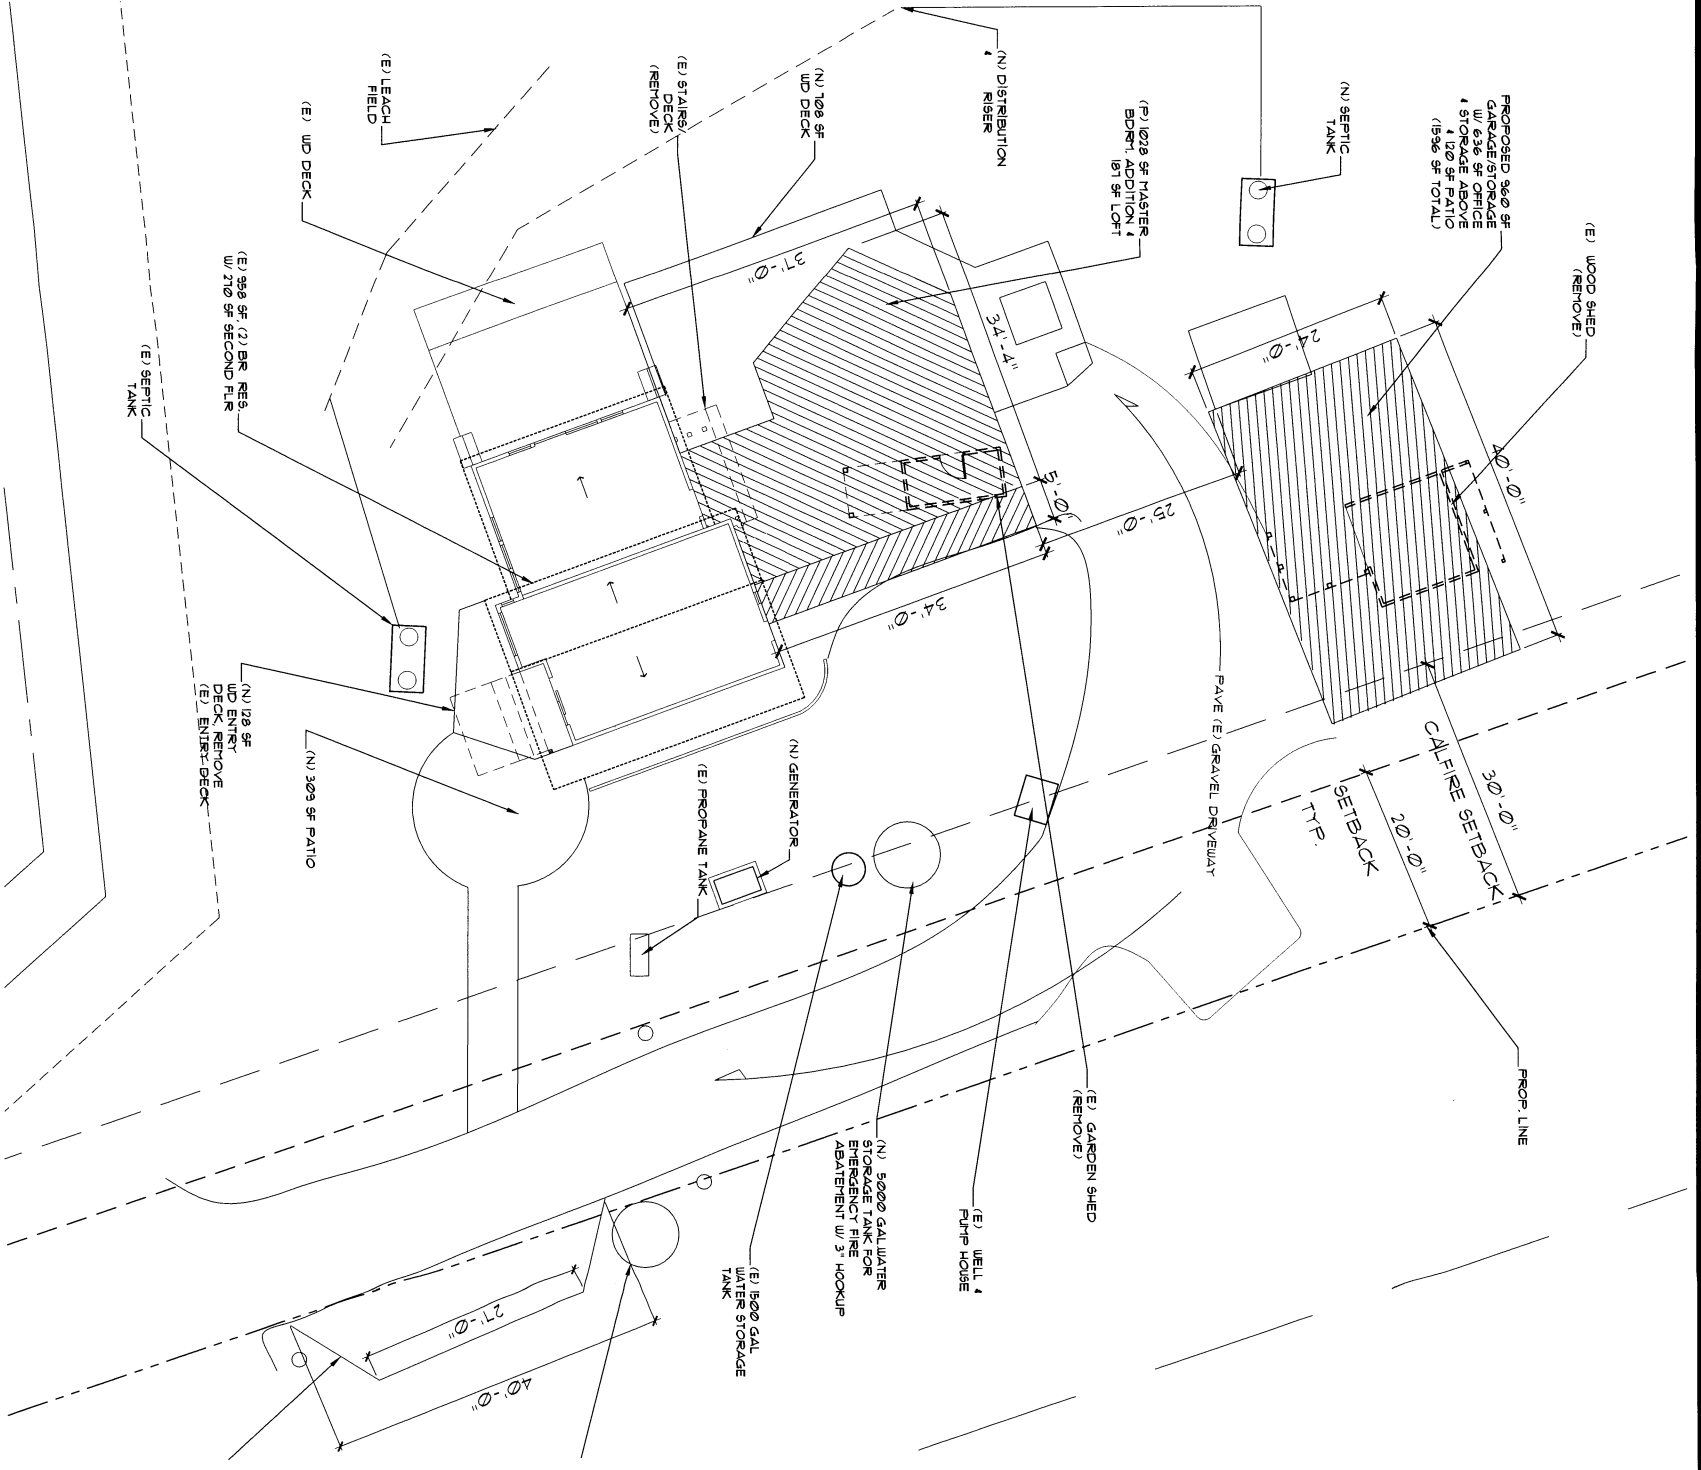 PROPOSED 960 SF
GARAGE/STORAGE
W/ 636 SF OFFICE
& STORAGE ABOVE
& 120 SF PATIO
(1596 SF TOTAL)
(E) WOOD SHED
(REMOVE)
(N) SEPTIC
TANK
(P) 1028 SF MASTER
BDRM. ADDITION &
187 SF LOFT
(N) DISTRIBUTION
& RISER
(N) 708 SF
WD DECK
(E) STAIRS/
DECK
(REMOVE)
(E) LEACH
FIELD
(E) WD DECK
(E) 958 SF, (2) BR RES.
W/ 270 SF SECOND FLR
(E) SEPTIC
TANK
(N) 128 SF
WD ENTRY
DECK, REMOVE
(E) ENTRY DECK
(N) 309 SF PATIO
(E) PROPANE TANK
(N) GENERATOR
PAVE (E) GRAVEL DRIVEWAY
37'-0"
34'-4"
5'-0"
25'-0"
34'-0"
24'-0"
40'-0"
30'-0"
CALFIRE SETBACK
20'-0"
SETBACK
TYP.
PROP. LINE
(E) GARDEN SHED
(REMOVE)
(E) WELL &
PUMP HOUSE
(N) 5000 GAL.WATER
STORAGE TANK FOR
EMERGENCY FIRE
ABATEMENT W/ 3" HOOKUP
(E) 1500 GAL
WATER STORAGE
TANK
27'-0"
40'-0"